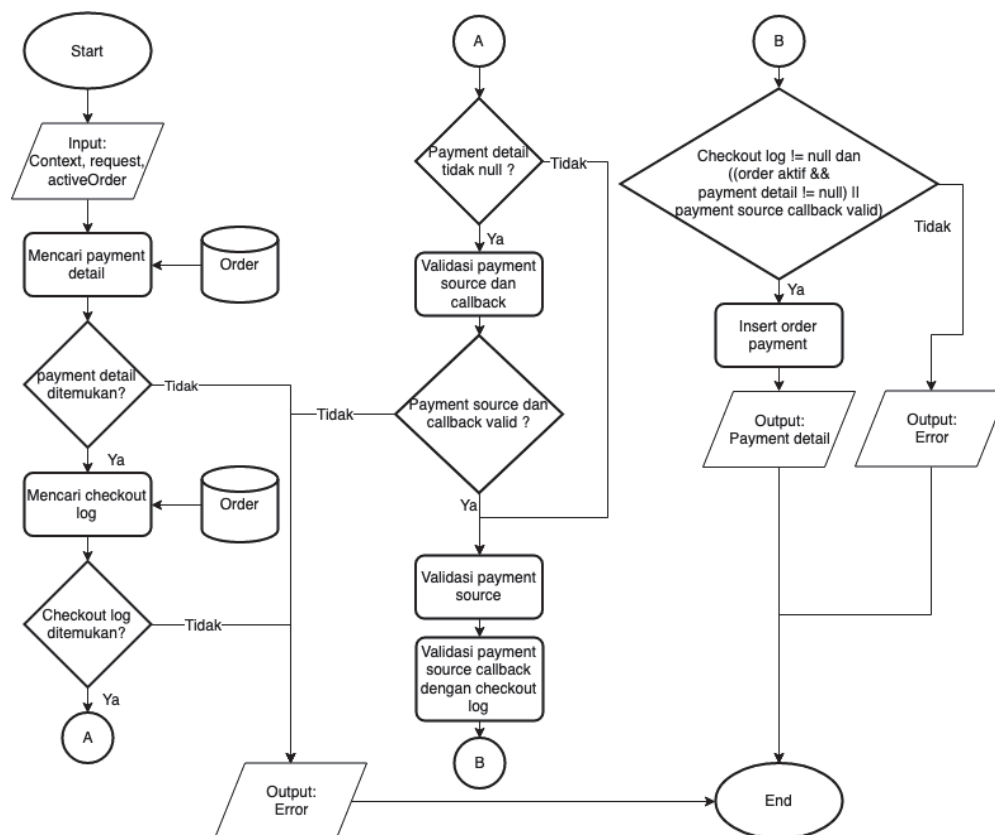 Start
Input:
Context, request,
activeOrder
Mencari payment
detail
Order
payment detail
ditemukan?
Tidak
Ya
Mencari checkout
log
Order
Checkout log
ditemukan?
Tidak
Ya
A
Output:
Error
A
Payment detail
tidak null ?
Tidak
Ya
Validasi payment
source dan
callback
Payment source dan
callback valid ?
Tidak
Ya
Validasi payment
source
Validasi payment
source callback
dengan checkout
log
B
B
Checkout log != null dan
((order aktif &&
payment detail != null) ||
payment source callback valid)
Tidak
Ya
Insert order
payment
Output:
Payment detail
Output:
Error
End